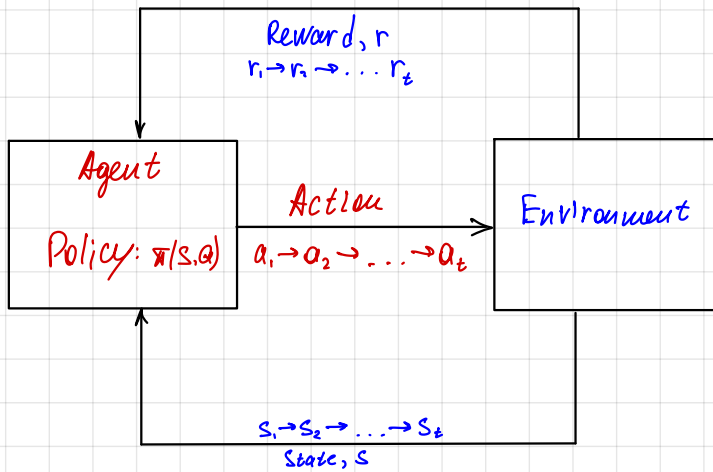 Reward, r
r₁→r₂→...r_t
Agent
Policy: π(s,a)
Action
a₁→a₂→...→a_t
Environment
s₁→s₂→...→s_t
State, s